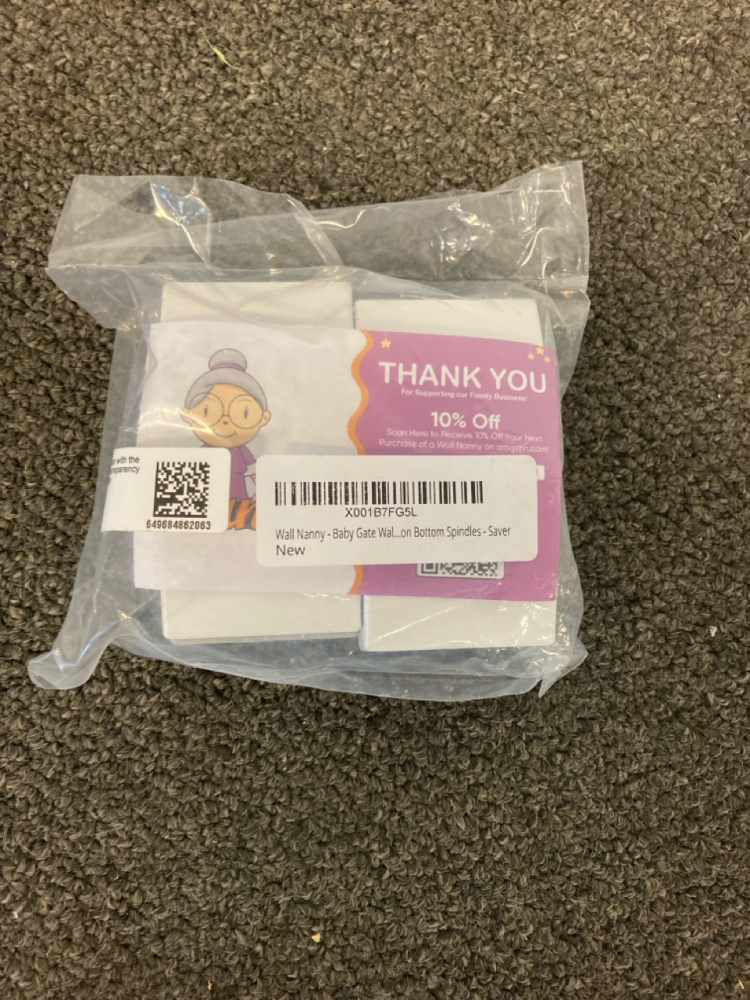 THANK YOU
For Supporting our Family Business!
10% Off
Scan Here to Receive 10% Off Your Next
Purchase of a Wall Nanny on amazon.com!
with the
649684862063
X001B7FG5L
Wall Nanny - Baby Gate Wal...on Bottom Spindles - Saver
New